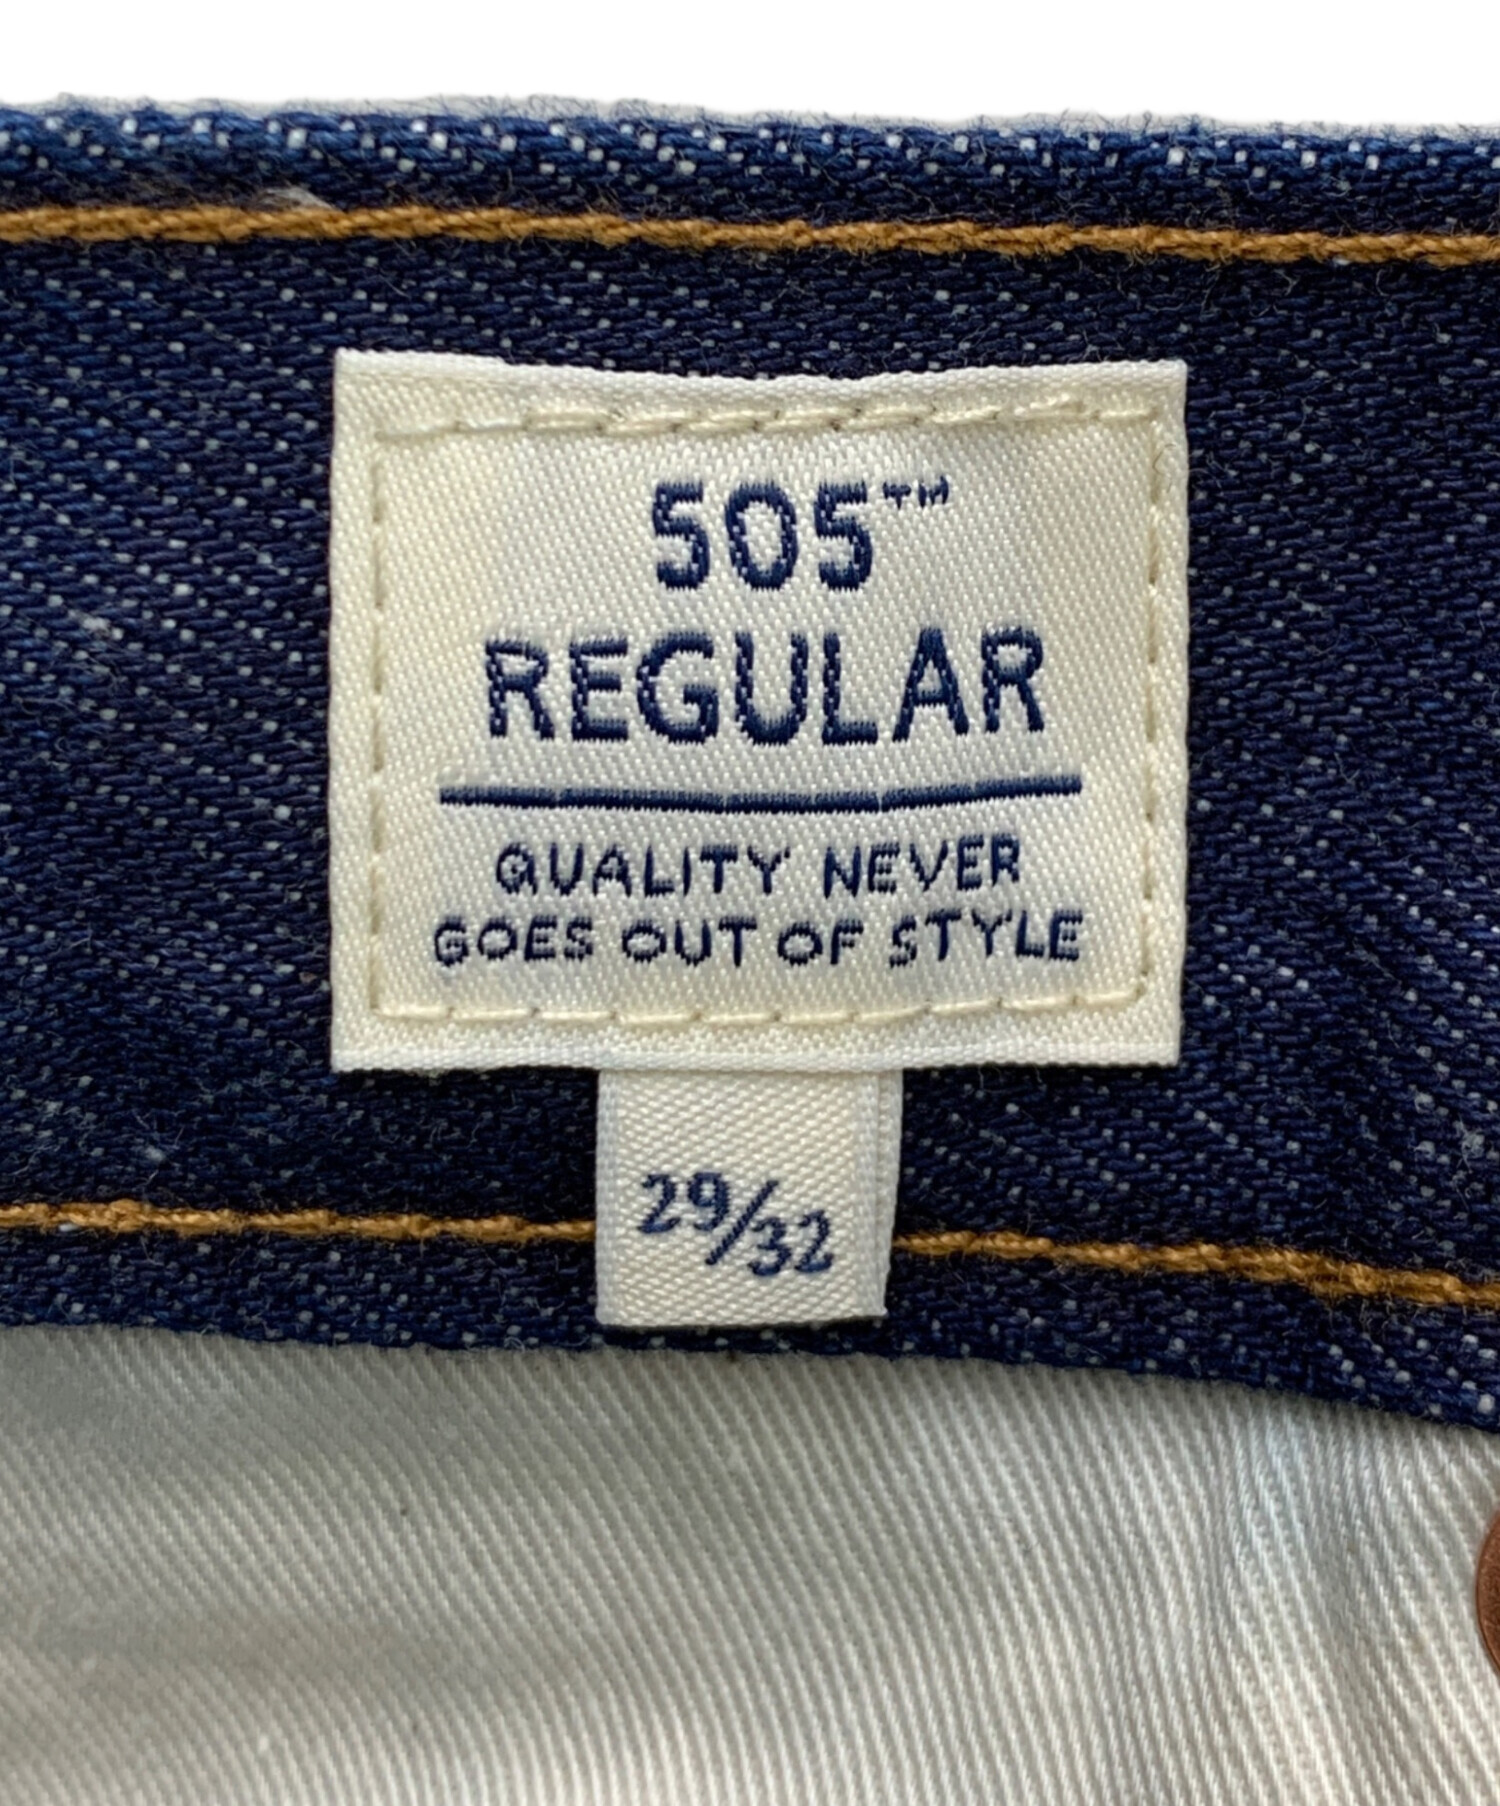 505™
REGULAR
QUALITY NEVER
GOES OUT OF STYLE
29/32